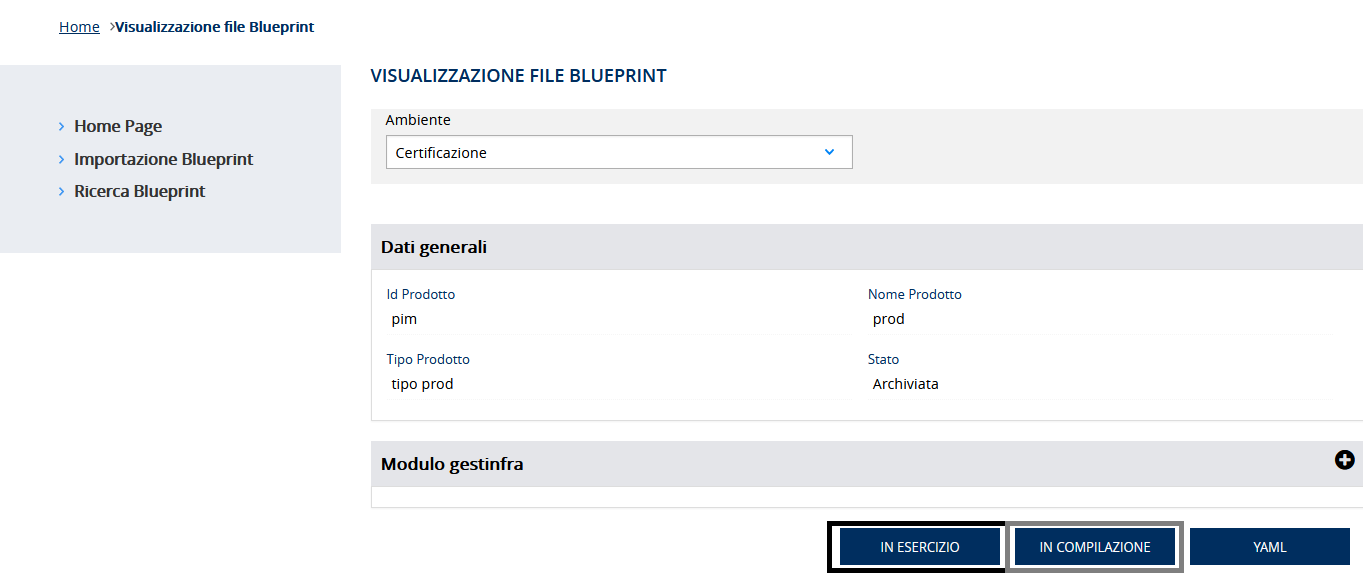 Home › Visualizzazione file Blueprint
VISUALIZZAZIONE FILE BLUEPRINT
Home Page
Importazione Blueprint
Ricerca Blueprint
Ambiente
Certificazione
Dati generali
Id Prodotto
pim
Nome Prodotto
prod
Tipo Prodotto
tipo prod
Stato
Archiviata
Modulo gestinfra
IN ESERCIZIO
IN COMPILAZIONE
YAML